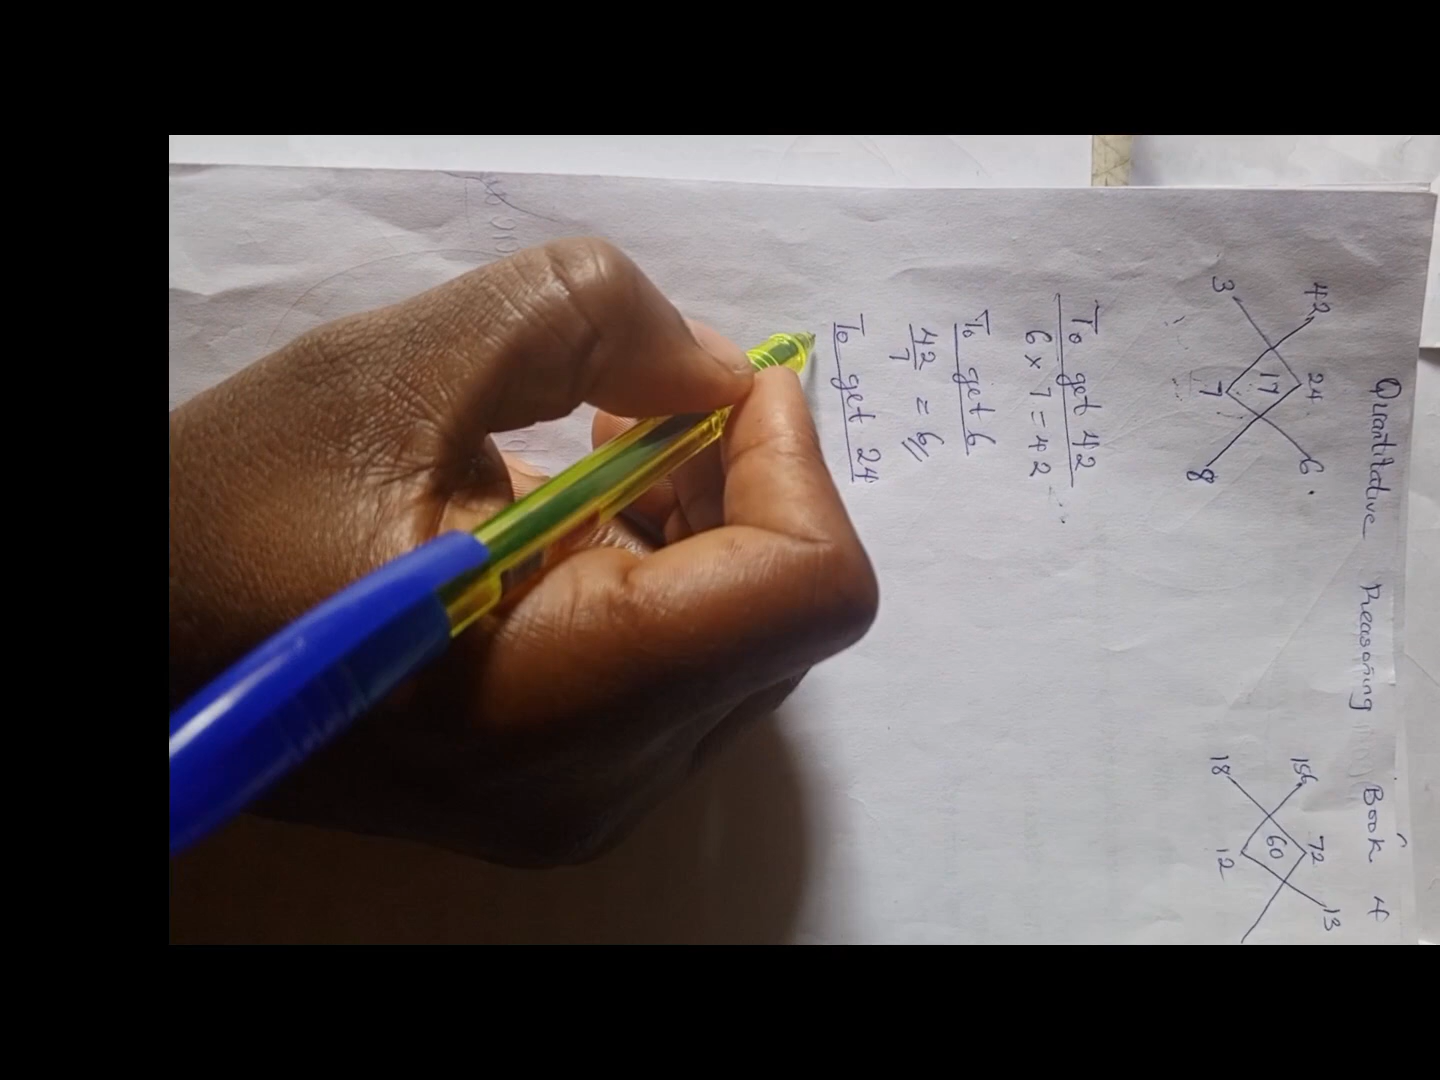 Quantitative Reasoning Book 4
42 24 6
17
3 7 8
156 72 13
60
18 12
To get 42
6 x 7 = 42
To get 6
42/7 = 6//
To get 24